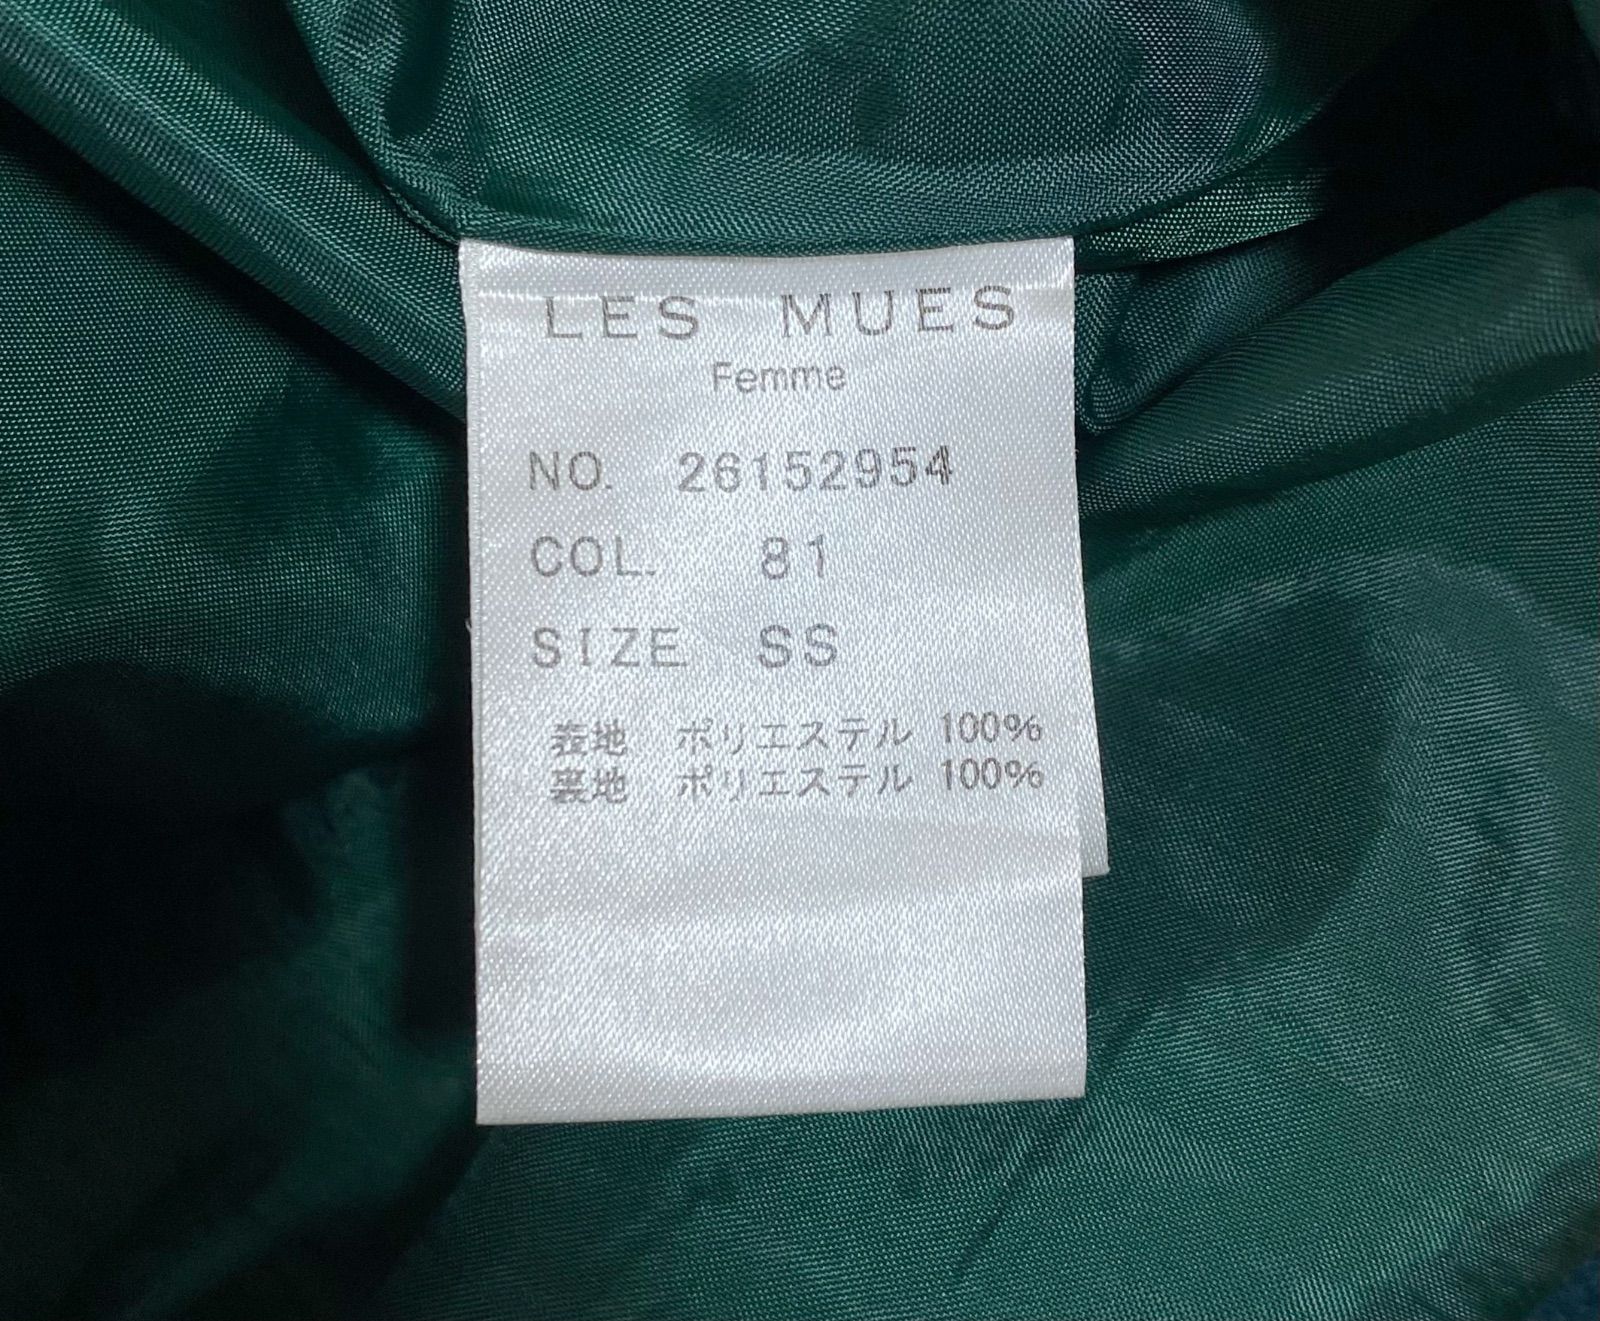 LES MUES
Femme
NO. 26152954
COL. 81
SIZE SS
表地 ポリエステル 100%
裏地 ポリエステル 100%